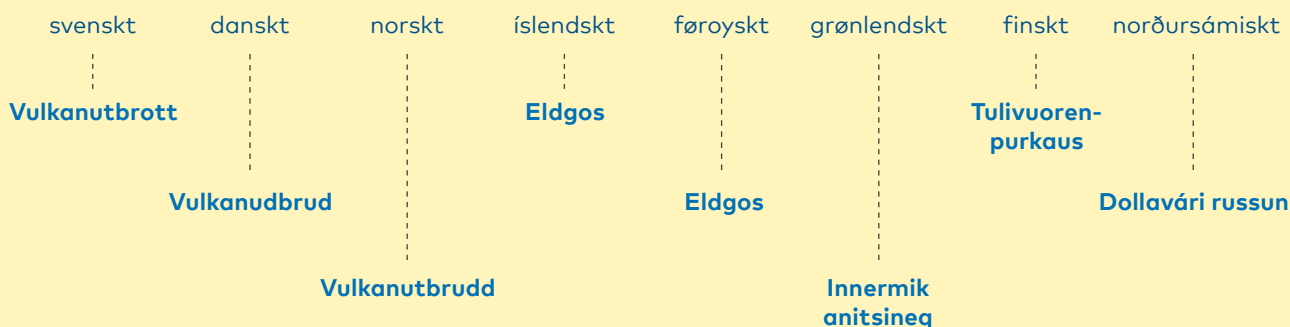 svenskt danskt norskt íslendskt føroyskt grønlendskt finskt norðursámiskt
Vulkanutbrott Eldgos Tulivuoren-
purkaus
Vulkanudbrud Eldgos Dollavári russun
Vulkanutbrudd Innermik
anitsineq